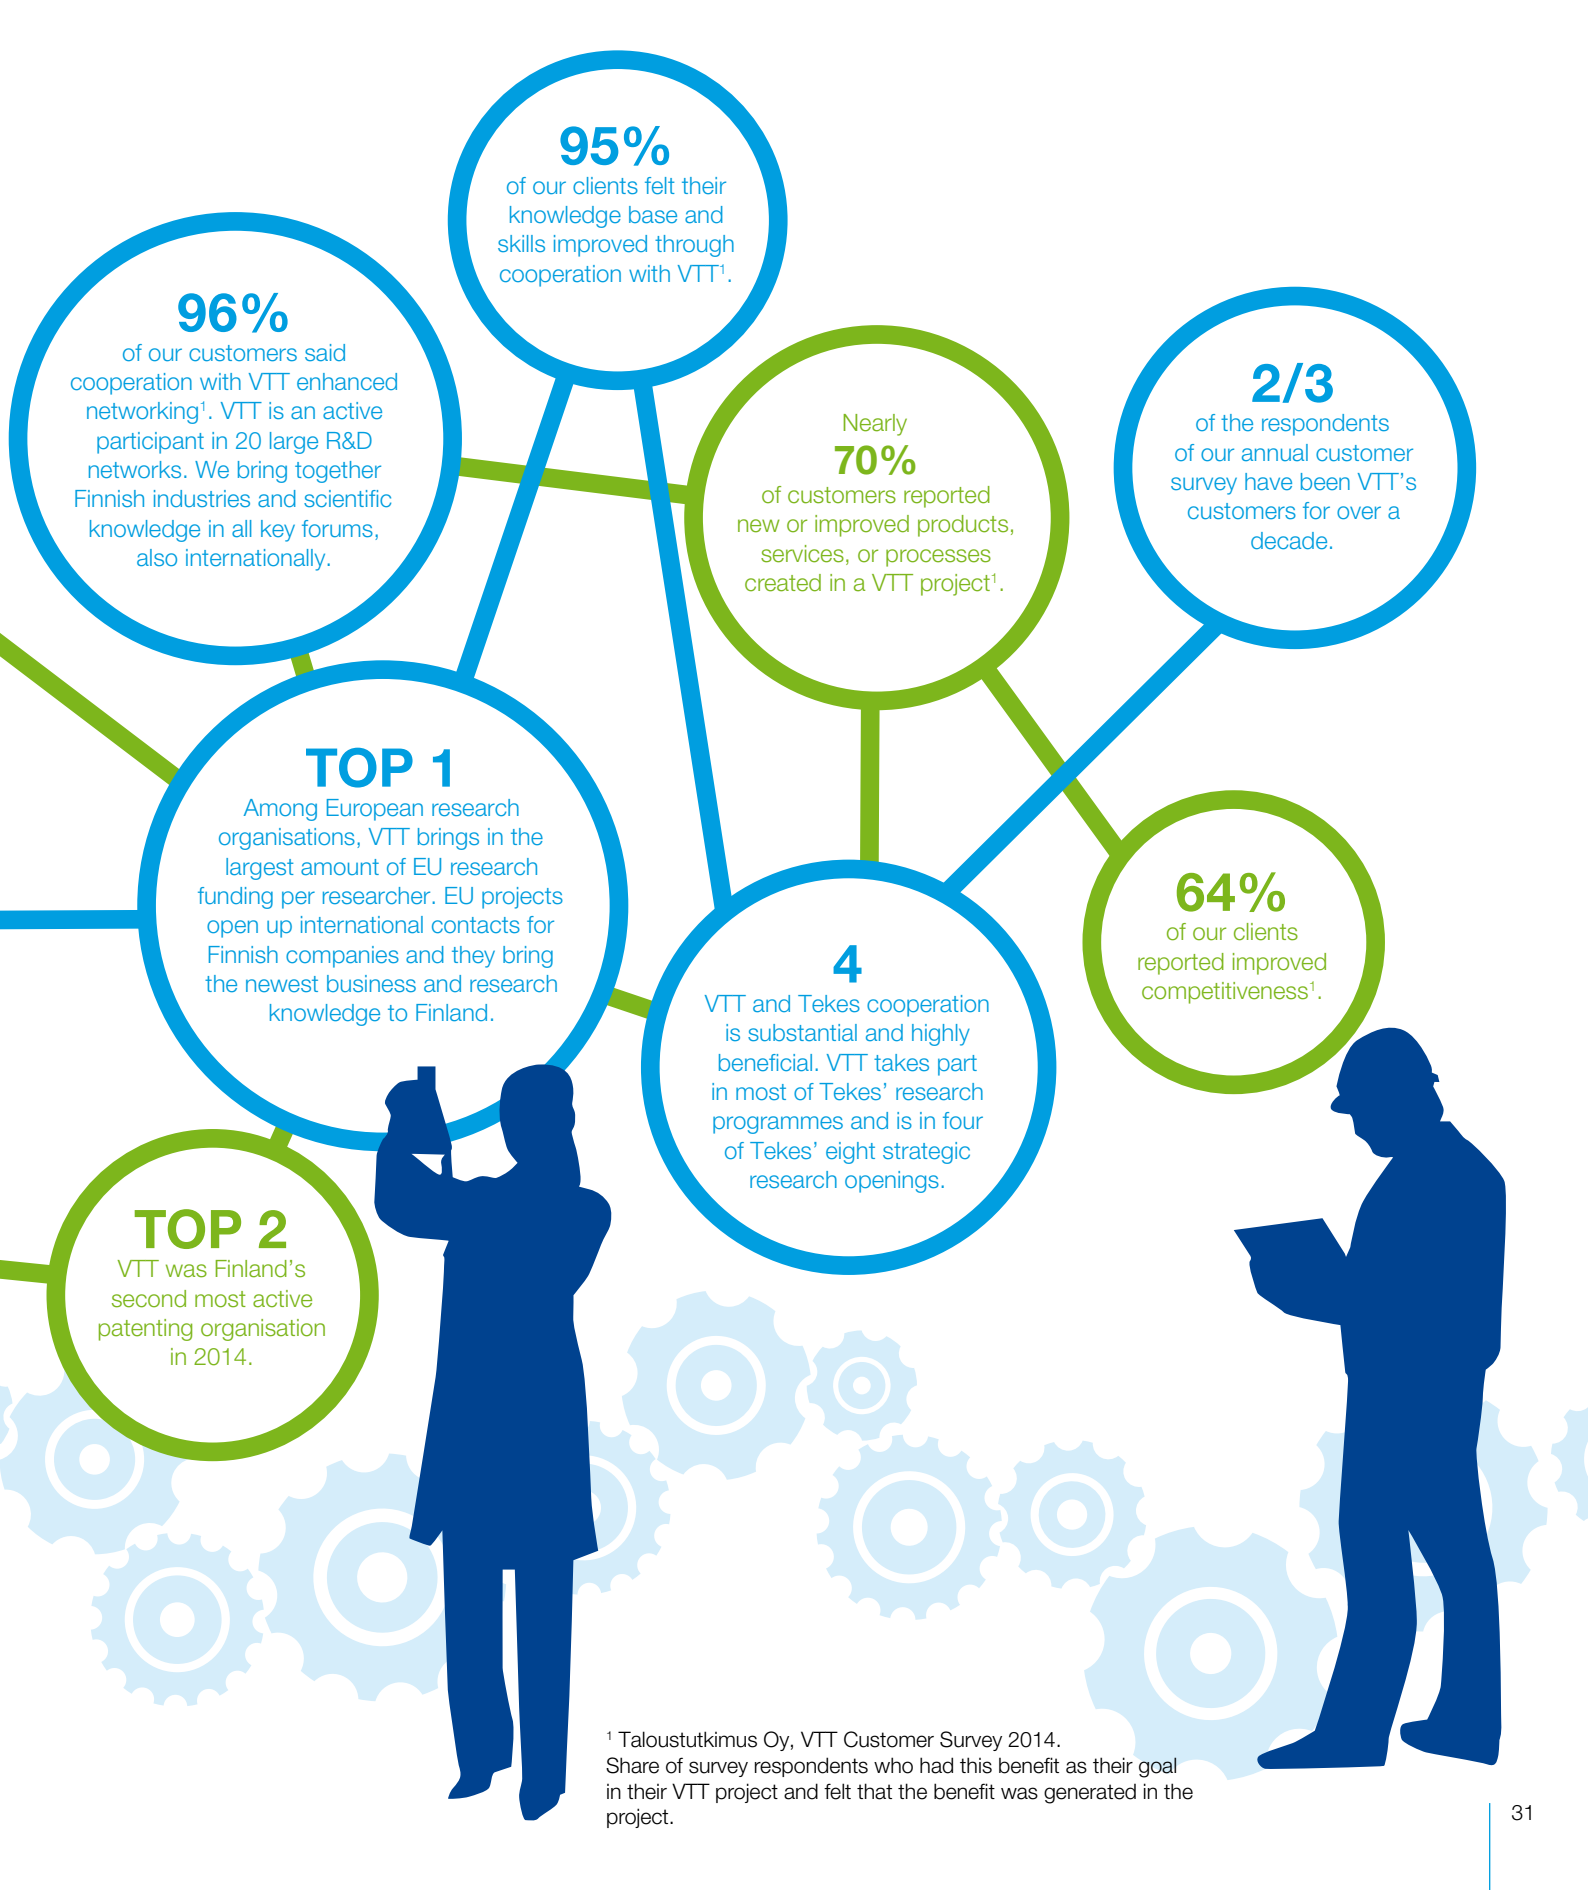 95%
of our clients felt their
knowledge base and
skills improved through
cooperation with VTT¹.
96%
of our customers said
cooperation with VTT enhanced
networking¹. VTT is an active
participant in 20 large R&D
networks. We bring together
Finnish industries and scientific
knowledge in all key forums,
also internationally.
Nearly
70%
of customers reported
new or improved products,
services, or processes
created in a VTT project¹.
2/3
of the respondents
of our annual customer
survey have been VTT’s
customers for over a
decade.
TOP 1
Among European research
organisations, VTT brings in the
largest amount of EU research
funding per researcher. EU projects
open up international contacts for
Finnish companies and they bring
the newest business and research
knowledge to Finland.
4
VTT and Tekes cooperation
is substantial and highly
beneficial. VTT takes part
in most of Tekes’ research
programmes and is in four
of Tekes’ eight strategic
research openings.
64%
of our clients
reported improved
competitiveness¹.
TOP 2
VTT was Finland’s
second most active
patenting organisation
in 2014.
¹ Taloustutkimus Oy, VTT Customer Survey 2014.
Share of survey respondents who had this benefit as their goal
in their VTT project and felt that the benefit was generated in the
project.
31